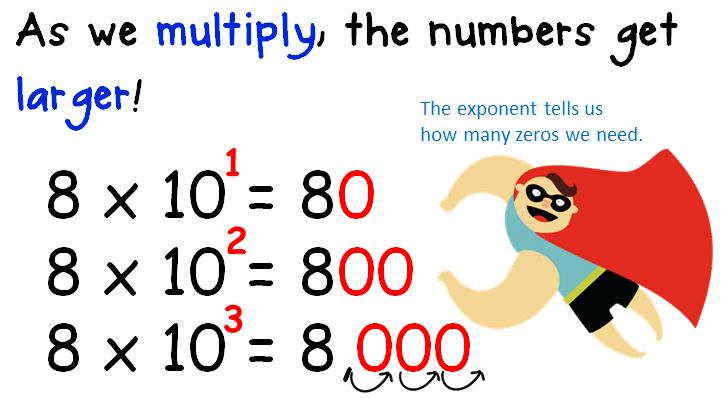 As we multiply, the numbers get
larger!
The exponent tells us
how many zeros we need.
8 x 10¹ = 80
8 x 10² = 800
8 x 10³ = 8,000